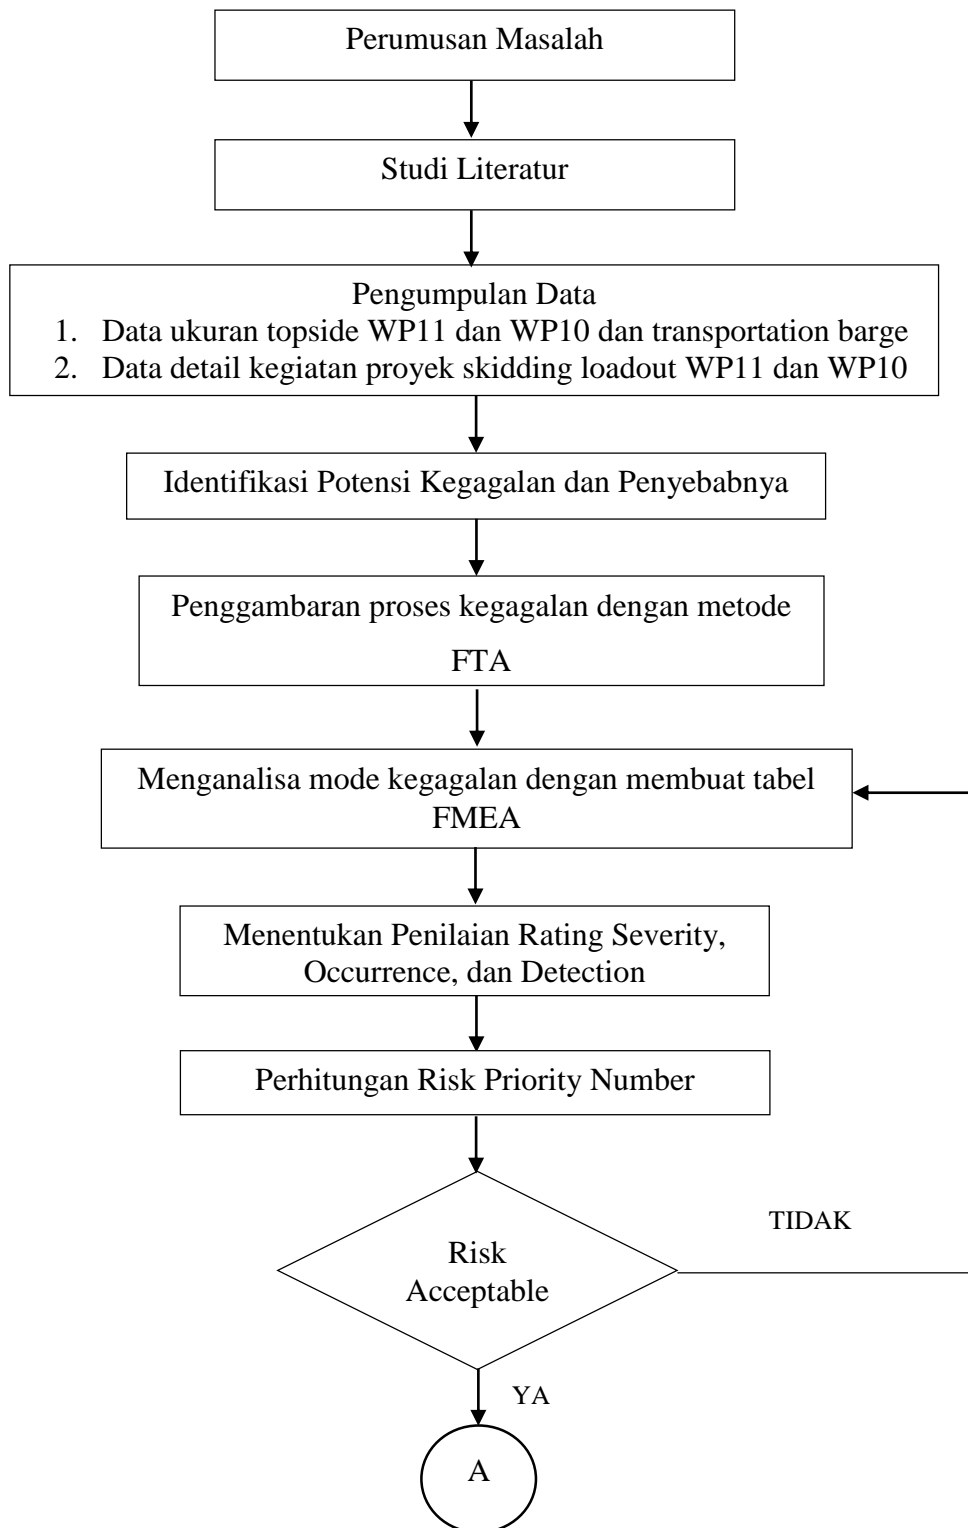 Perumusan Masalah
Studi Literatur
Pengumpulan Data
1. Data ukuran topside WP11 dan WP10 dan transportation barge
2. Data detail kegiatan proyek skidding loadout WP11 dan WP10
Identifikasi Potensi Kegagalan dan Penyebabnya
Penggambaran proses kegagalan dengan metode
FTA
Menganalisa mode kegagalan dengan membuat tabel
FMEA
Menentukan Penilaian Rating Severity,
Occurrence, dan Detection
Perhitungan Risk Priority Number
TIDAK
Risk
Acceptable
YA
A